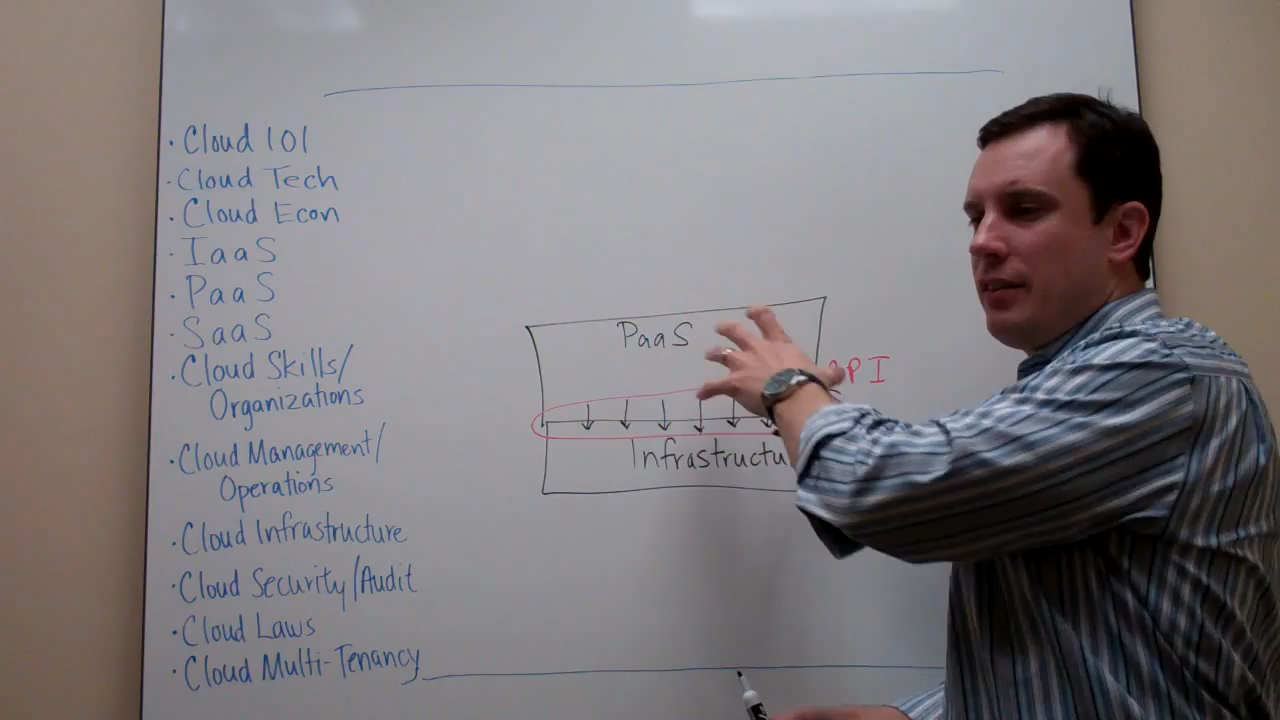 · Cloud 101
· Cloud Tech
· Cloud Econ
· IaaS
· PaaS
· SaaS
· Cloud Skills/
Organizations
· Cloud Management/
Operations
· Cloud Infrastructure
· Cloud Security/Audit
· Cloud Laws
· Cloud Multi-Tenancy
PaaS
API
Infrastructu